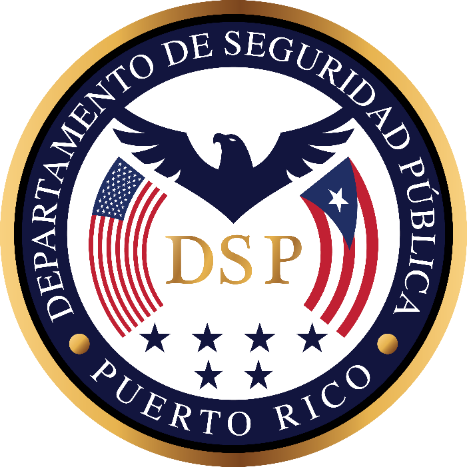 DEPARTAMENTO DE SEGURIDAD PÚBLICA
DSP
PUERTO RICO